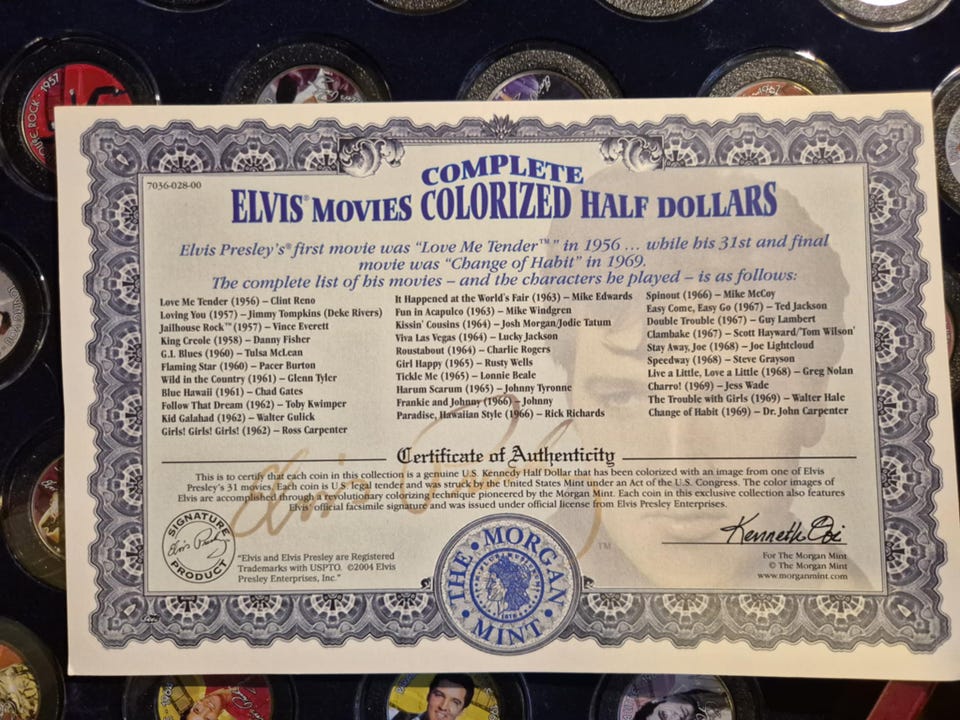 7036-028-00
COMPLETE
ELVIS® MOVIES COLORIZED HALF DOLLARS
Elvis Presley's® first movie was "Love Me Tender™" in 1956 ... while his 31st and final
movie was "Change of Habit" in 1969.
The complete list of his movies – and the characters he played – is as follows:
Love Me Tender (1956) – Clint Reno
Loving You (1957) – Jimmy Tompkins (Deke Rivers)
Jailhouse Rock™ (1957) – Vince Everett
King Creole (1958) – Danny Fisher
G.I. Blues (1960) – Tulsa McLean
Flaming Star (1960) – Pacer Burton
Wild in the Country (1961) – Glenn Tyler
Blue Hawaii (1961) – Chad Gates
Follow That Dream (1962) – Toby Kwimper
Kid Galahad (1962) – Walter Gulick
Girls! Girls! Girls! (1962) – Ross Carpenter
It Happened at the World's Fair (1963) – Mike Edwards
Fun in Acapulco (1963) – Mike Windgren
Kissin' Cousins (1964) – Josh Morgan/Jodie Tatum
Viva Las Vegas (1964) – Lucky Jackson
Roustabout (1964) – Charlie Rogers
Girl Happy (1965) – Rusty Wells
Tickle Me (1965) – Lonnie Beale
Harum Scarum (1965) – Johnny Tyronne
Frankie and Johnny (1966) – Johnny
Paradise, Hawaiian Style (1966) – Rick Richards
Spinout (1966) – Mike McCoy
Easy Come, Easy Go (1967) – Ted Jackson
Double Trouble (1967) – Guy Lambert
Clambake (1967) – Scott Hayward/Tom Wilson'
Stay Away, Joe (1968) – Joe Lightcloud
Speedway (1968) – Steve Grayson
Live a Little, Love a Little (1968) – Greg Nolan
Charro! (1969) – Jess Wade
The Trouble with Girls (1969) – Walter Hale
Change of Habit (1969) – Dr. John Carpenter
Certificate of Authenticity
This is to certify that each coin in this collection is a genuine U.S. Kennedy Half Dollar that has been colorized with an image from one of Elvis
Presley's 31 movies. Each coin is U.S. legal tender and was struck by the United States Mint under an Act of the U.S. Congress. The color images of
Elvis are accomplished through a revolutionary colorizing technique pioneered by the Morgan Mint. Each coin in this exclusive collection also features
Elvis' official facsimile signature and was issued under official license from Elvis Presley Enterprises.
Elvis Presley
TM
SIGNATURE
Elvis Presley
PRODUCT
"Elvis and Elvis Presley are Registered
Trademarks with USPTO. ©2004 Elvis
Presley Enterprises, Inc."
THE MORGAN MINT
For The Morgan Mint
© The Morgan Mint
www.morganmint.com